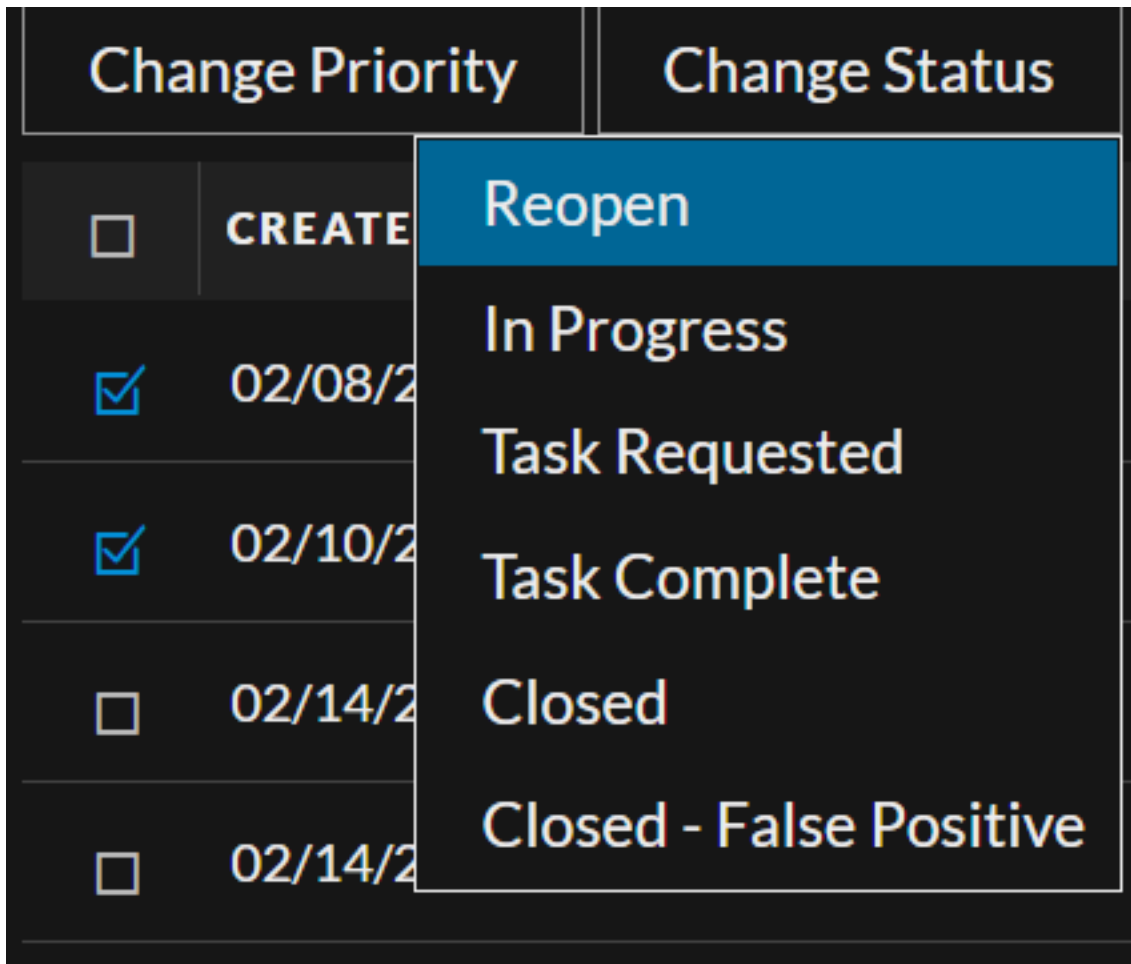 Change Priority
Change Status
Reopen
CREATE
In Progress
02/08/2
Task Requested
02/10/2
Task Complete
02/14/2
Closed
Closed - False Positive
02/14/2